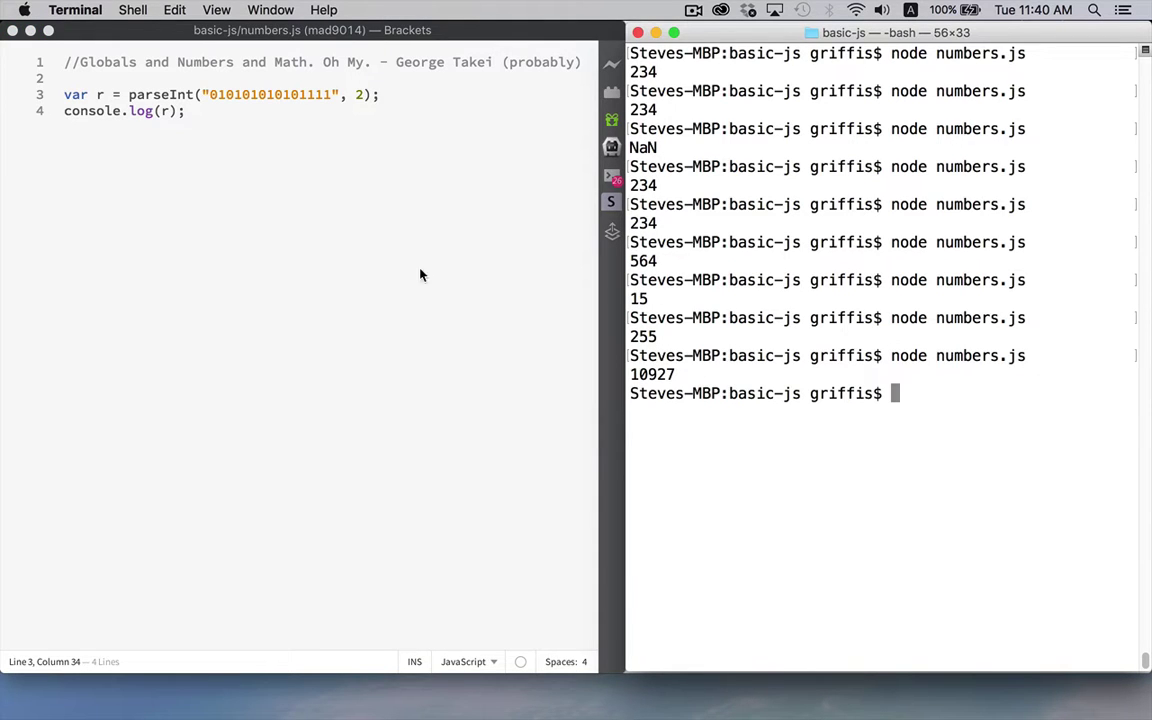 Terminal Shell Edit View Window Help A 100% Tue 11:40 AM
basic-js/numbers.js (mad9014) — Brackets
1 //Globals and Numbers and Math. Oh My. - George Takei (probably)
2
3 var r = parseInt("010101010101111", 2);
4 console.log(r);
26
S
Line 3, Column 34 — 4 Lines INS JavaScript Spaces: 4
basic-js — -bash — 56×33
[Steves-MBP:basic-js griffis$ node numbers.js ]
234
[Steves-MBP:basic-js griffis$ node numbers.js ]
234
[Steves-MBP:basic-js griffis$ node numbers.js ]
NaN
[Steves-MBP:basic-js griffis$ node numbers.js ]
234
[Steves-MBP:basic-js griffis$ node numbers.js ]
234
[Steves-MBP:basic-js griffis$ node numbers.js ]
564
[Steves-MBP:basic-js griffis$ node numbers.js ]
15
[Steves-MBP:basic-js griffis$ node numbers.js ]
255
[Steves-MBP:basic-js griffis$ node numbers.js ]
10927
Steves-MBP:basic-js griffis$